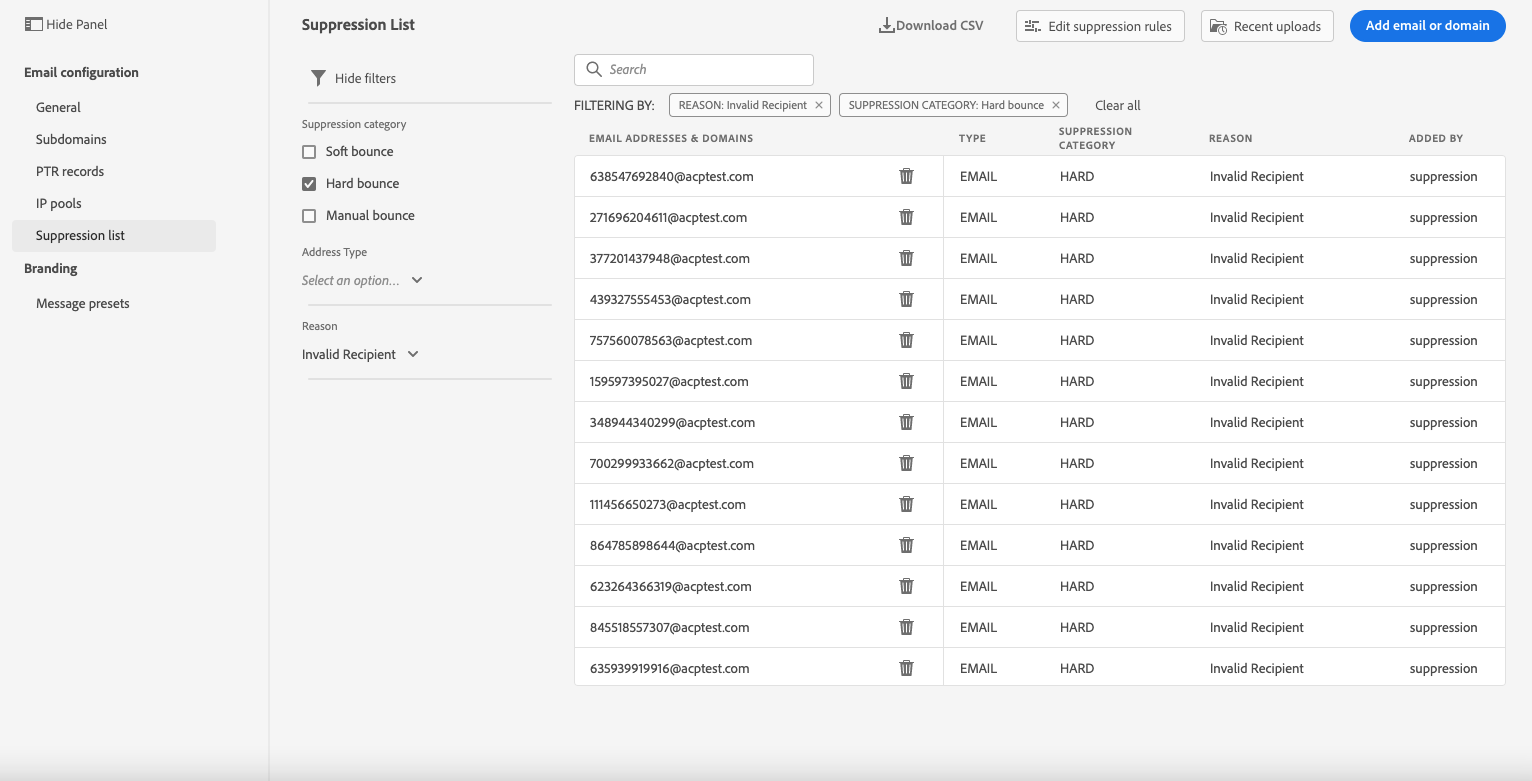 Hide Panel
Email configuration
General
Subdomains
PTR records
IP pools
Suppression list
Branding
Message presets
Suppression List
Download CSV
Edit suppression rules
Recent uploads
Add email or domain
Hide filters
Suppression category
Soft bounce
Hard bounce
Manual bounce
Address Type
Select an option...
Reason
Invalid Recipient
Search
FILTERING BY: REASON: Invalid Recipient × SUPPRESSION CATEGORY: Hard bounce × Clear all
EMAIL ADDRESSES & DOMAINS TYPE SUPPRESSION CATEGORY REASON ADDED BY
638547692840@acptest.com EMAIL HARD Invalid Recipient suppression
271696204611@acptest.com EMAIL HARD Invalid Recipient suppression
377201437948@acptest.com EMAIL HARD Invalid Recipient suppression
439327555453@acptest.com EMAIL HARD Invalid Recipient suppression
757560078563@acptest.com EMAIL HARD Invalid Recipient suppression
159597395027@acptest.com EMAIL HARD Invalid Recipient suppression
348944340299@acptest.com EMAIL HARD Invalid Recipient suppression
700299933662@acptest.com EMAIL HARD Invalid Recipient suppression
111456650273@acptest.com EMAIL HARD Invalid Recipient suppression
864785898644@acptest.com EMAIL HARD Invalid Recipient suppression
623264366319@acptest.com EMAIL HARD Invalid Recipient suppression
845518557307@acptest.com EMAIL HARD Invalid Recipient suppression
635939919916@acptest.com EMAIL HARD Invalid Recipient suppression